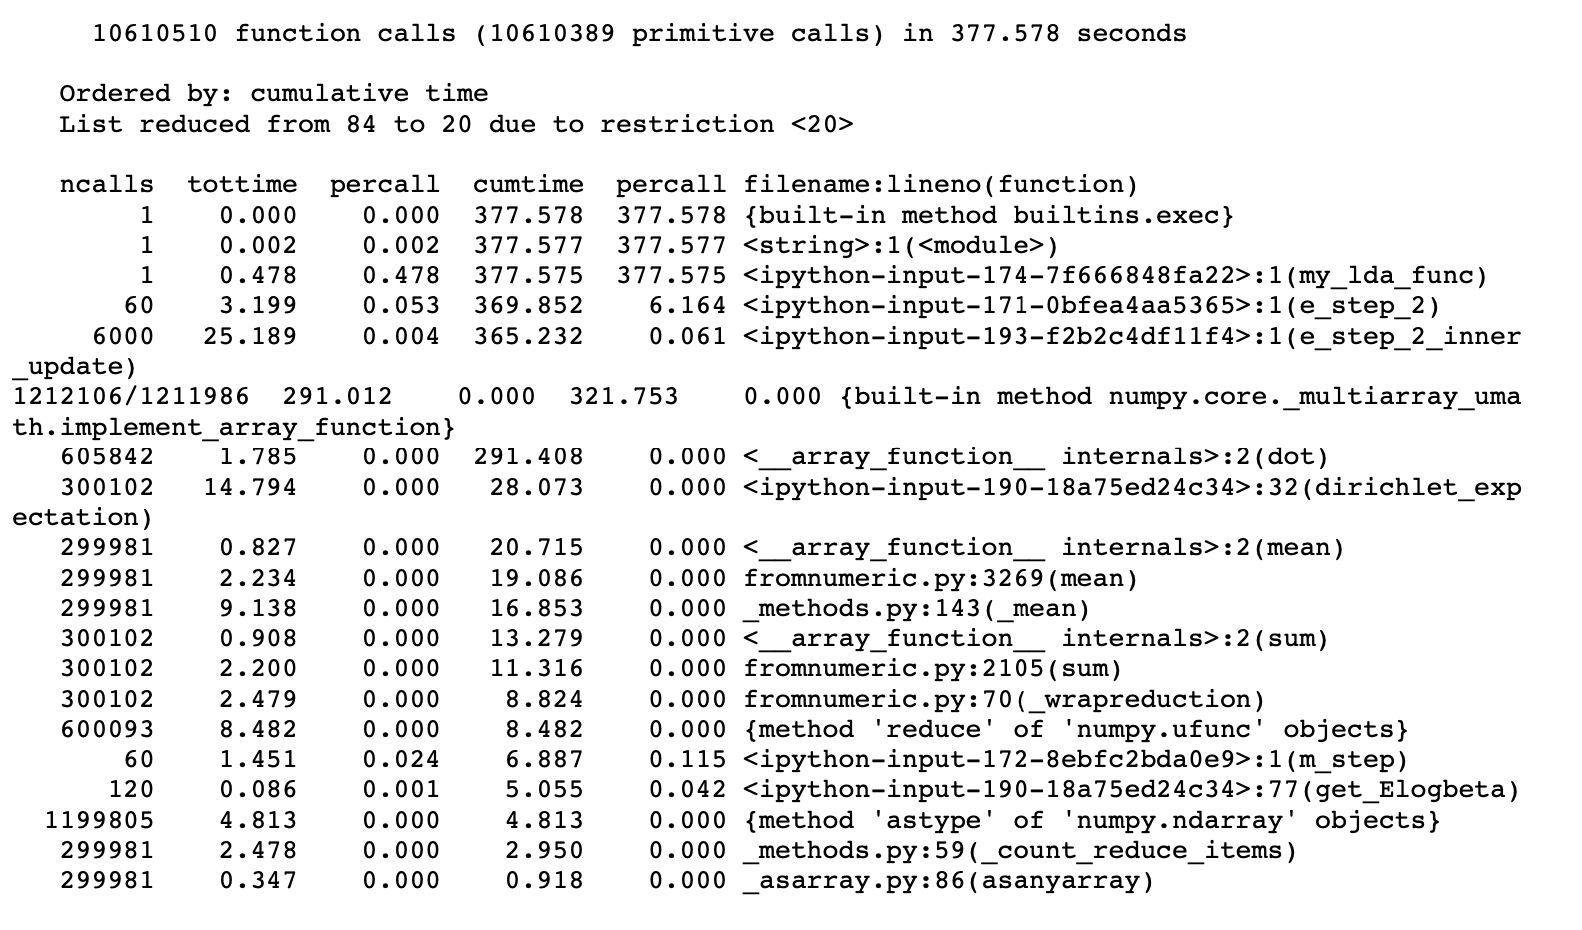 10610510 function calls (10610389 primitive calls) in 377.578 seconds
Ordered by: cumulative time
List reduced from 84 to 20 due to restriction <20>
ncalls  tottime  percall  cumtime  percall filename:lineno(function)
1    0.000    0.000  377.578  377.578 {built-in method builtins.exec}
1    0.002    0.002  377.577  377.577 <string>:1(<module>)
1    0.478    0.478  377.575  377.575 <ipython-input-174-7f666848fa22>:1(my_lda_func)
60    3.199    0.053  369.852    6.164 <ipython-input-171-0bfea4aa5365>:1(e_step_2)
6000   25.189    0.004  365.232    0.061 <ipython-input-193-f2b2c4df11f4>:1(e_step_2_inner
_update)
1212106/1211986  291.012    0.000  321.753    0.000 {built-in method numpy.core._multiarray_uma
th.implement_array_function}
605842    1.785    0.000  291.408    0.000 <__array_function__ internals>:2(dot)
300102   14.794    0.000   28.073    0.000 <ipython-input-190-18a75ed24c34>:32(dirichlet_exp
ectation)
299981    0.827    0.000   20.715    0.000 <__array_function__ internals>:2(mean)
299981    2.234    0.000   19.086    0.000 fromnumeric.py:3269(mean)
299981    9.138    0.000   16.853    0.000 _methods.py:143(_mean)
300102    0.908    0.000   13.279    0.000 <__array_function__ internals>:2(sum)
300102    2.200    0.000   11.316    0.000 fromnumeric.py:2105(sum)
300102    2.479    0.000    8.824    0.000 fromnumeric.py:70(_wrapreduction)
600093    8.482    0.000    8.482    0.000 {method 'reduce' of 'numpy.ufunc' objects}
60    1.451    0.024    6.887    0.115 <ipython-input-172-8ebfc2bda0e9>:1(m_step)
120    0.086    0.001    5.055    0.042 <ipython-input-190-18a75ed24c34>:77(get_Elogbeta)
1199805    4.813    0.000    4.813    0.000 {method 'astype' of 'numpy.ndarray' objects}
299981    2.478    0.000    2.950    0.000 _methods.py:59(_count_reduce_items)
299981    0.347    0.000    0.918    0.000 _asarray.py:86(asanyarray)